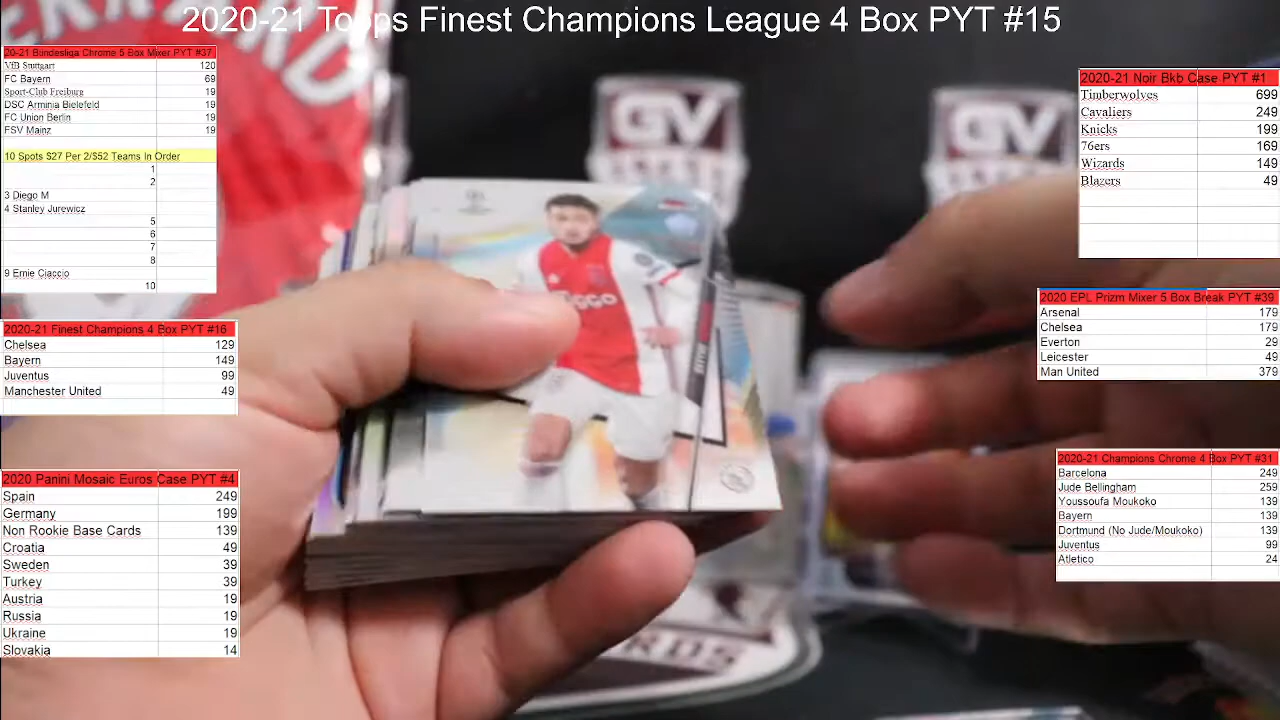 2020-21 Topps Finest Champions League 4 Box PYT #15
20-21 Bundesliga Chrome 5 Box Mixer PYT #37
VfB Stuttgart 120
FC Bayern 69
Sport-Club Freiburg 19
DSC Arminia Bielefeld 19
FC Union Berlin 19
FSV Mainz 19
10 Spots $27 Per 2/$52 Teams In Order
1
2
3 Diego M
4 Stanley Jurewicz
5
6
7
8
9 Ernie Ciaccio
10
2020-21 Finest Champions 4 Box PYT #16
Chelsea 129
Bayern 149
Juventus 99
Manchester United 49
2020 Panini Mosaic Euros Case PYT #4
Spain 249
Germany 199
Non Rookie Base Cards 139
Croatia 49
Sweden 39
Turkey 39
Austria 19
Russia 19
Ukraine 19
Slovakia 14
GV
GV
2020-21 Noir Bkb Case PYT #1
Timberwolves 699
Cavaliers 249
Knicks 199
76ers 169
Wizards 149
Blazers 49
2020 EPL Prizm Mixer 5 Box Break PYT #39
Arsenal 179
Chelsea 179
Everton 29
Leicester 49
Man United 379
2020-21 Champions Chrome 4 Box PYT #31
Barcelona 249
Jude Bellingham 259
Youssoufa Moukoko 139
Bayern 139
Dortmund (No Jude/Moukoko) 139
Juventus 99
Atletico 24